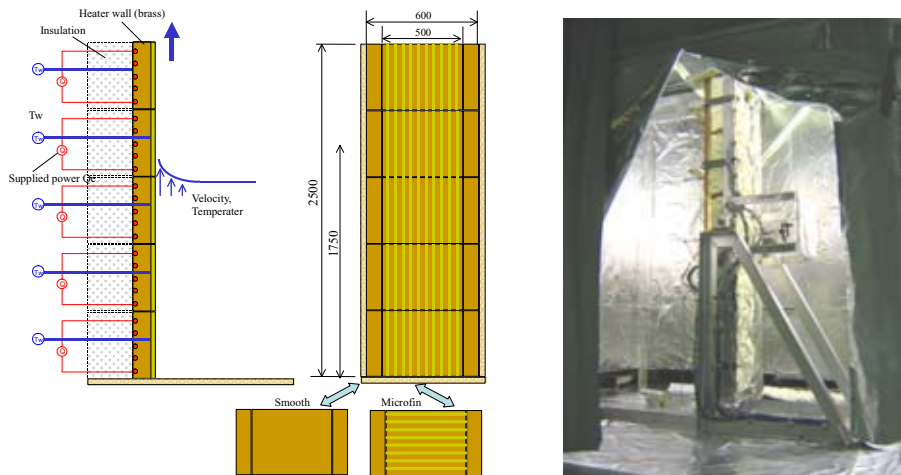 Heater wall (brass)
Insulation
Tw
Q
Tw
Tw
Q
Supplied power Qe
Tw
Q
Tw
Q
Tw
Q
Velocity,
Temperater
600
500
2500
1750
Smooth
Microfin